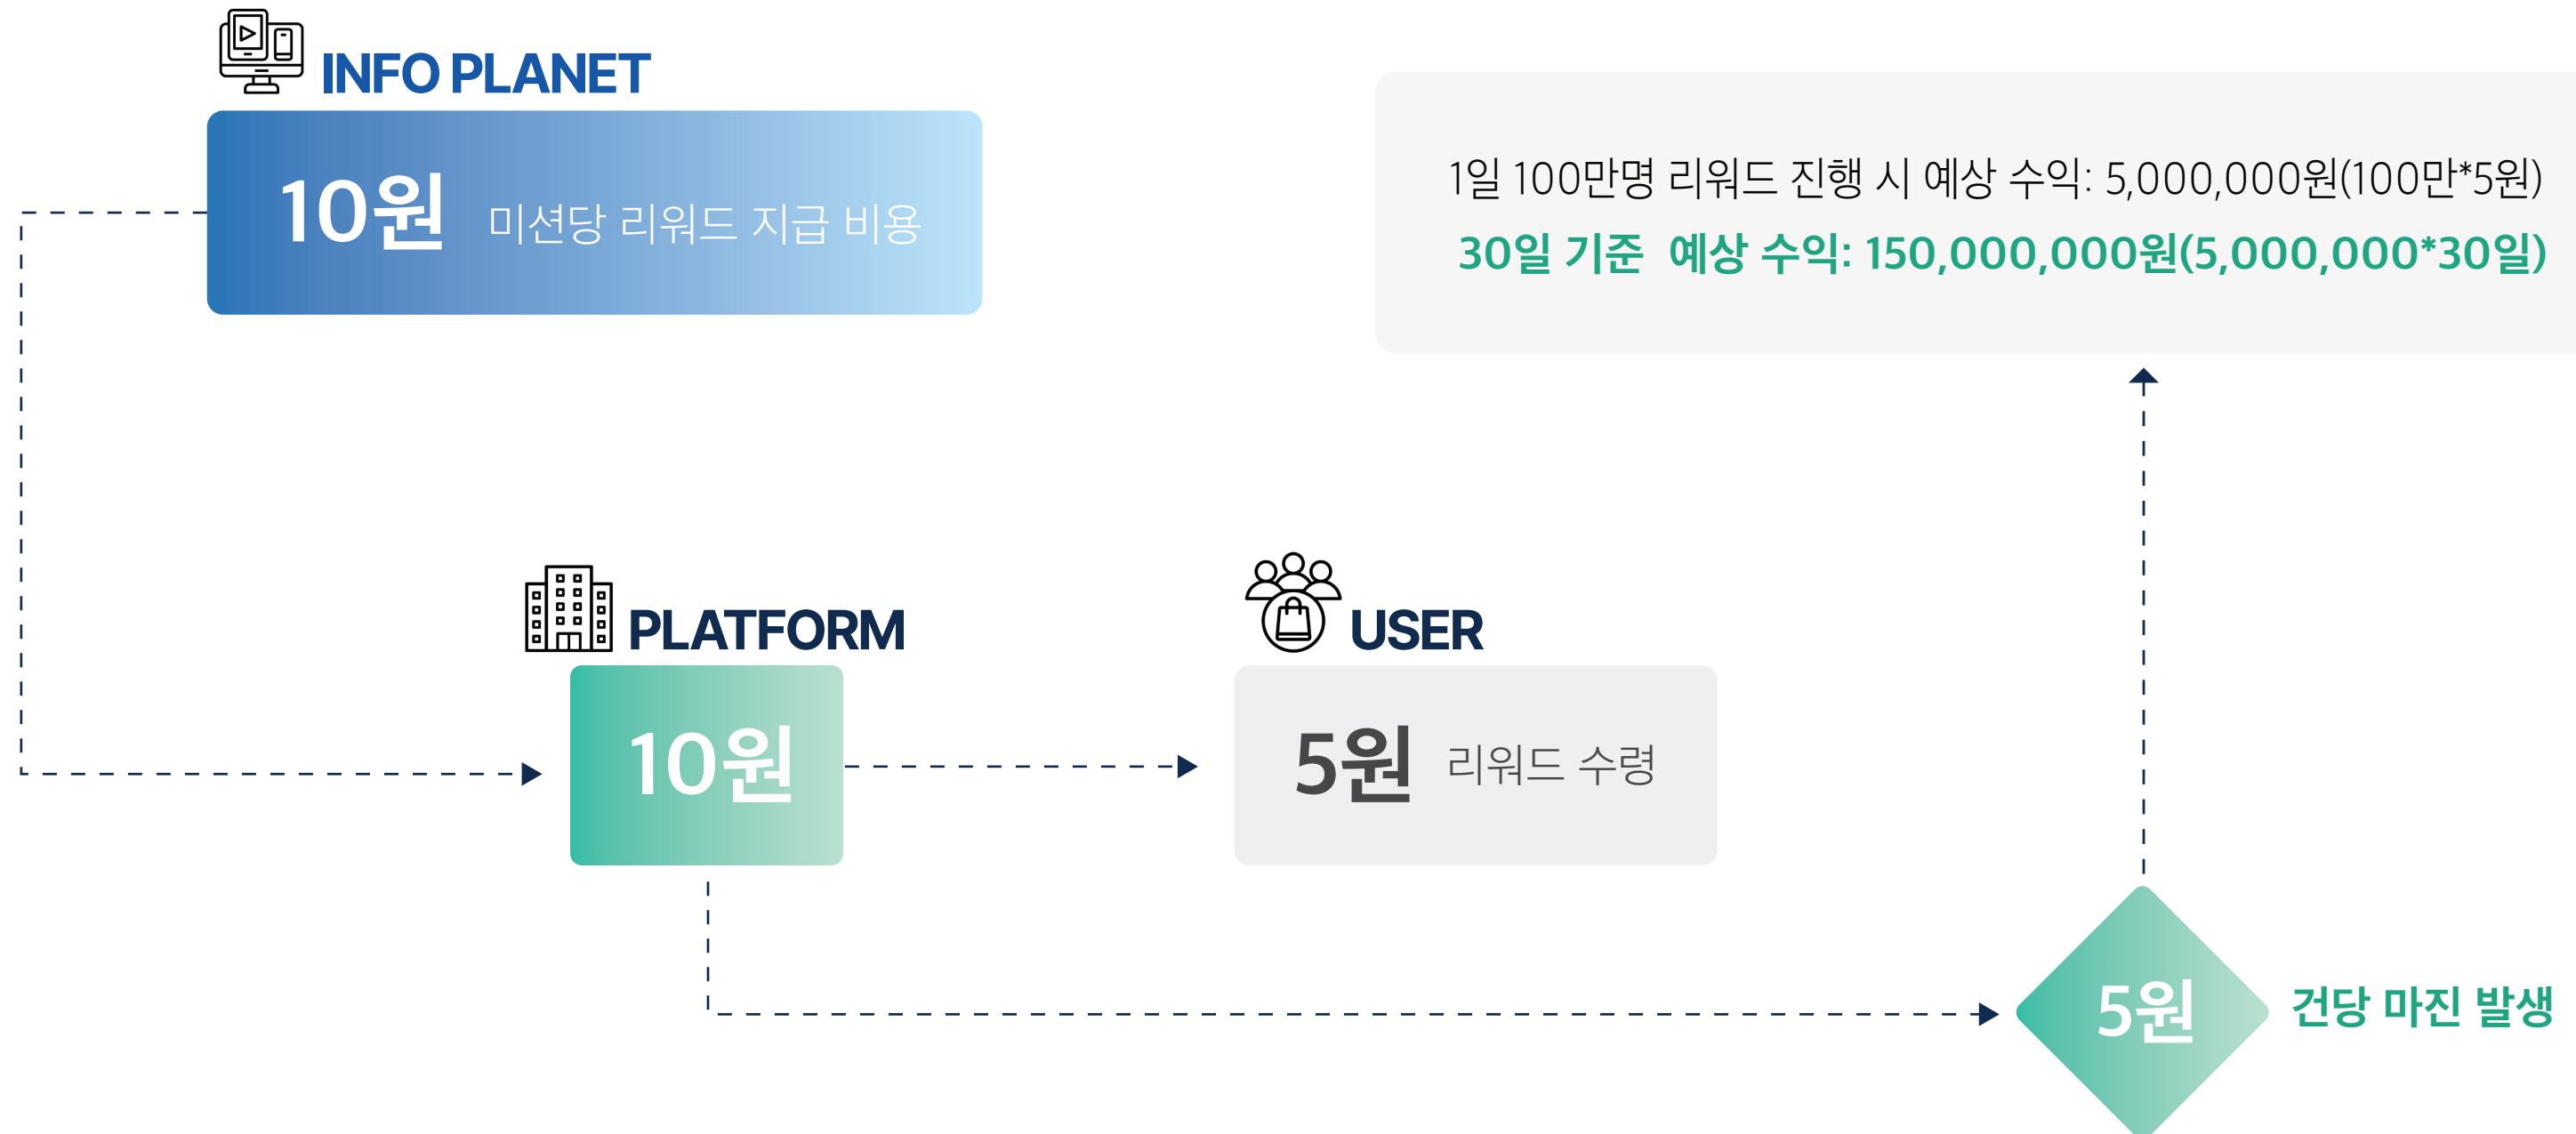 INFO PLANET
10원 미션당 리워드 지급 비용
1일 100만명 리워드 진행 시 예상 수익: 5,000,000원(100만*5원)
30일 기준 예상 수익: 150,000,000원(5,000,000*30일)
PLATFORM
10원
USER
5원 리워드 수령
5원 건당 마진 발생